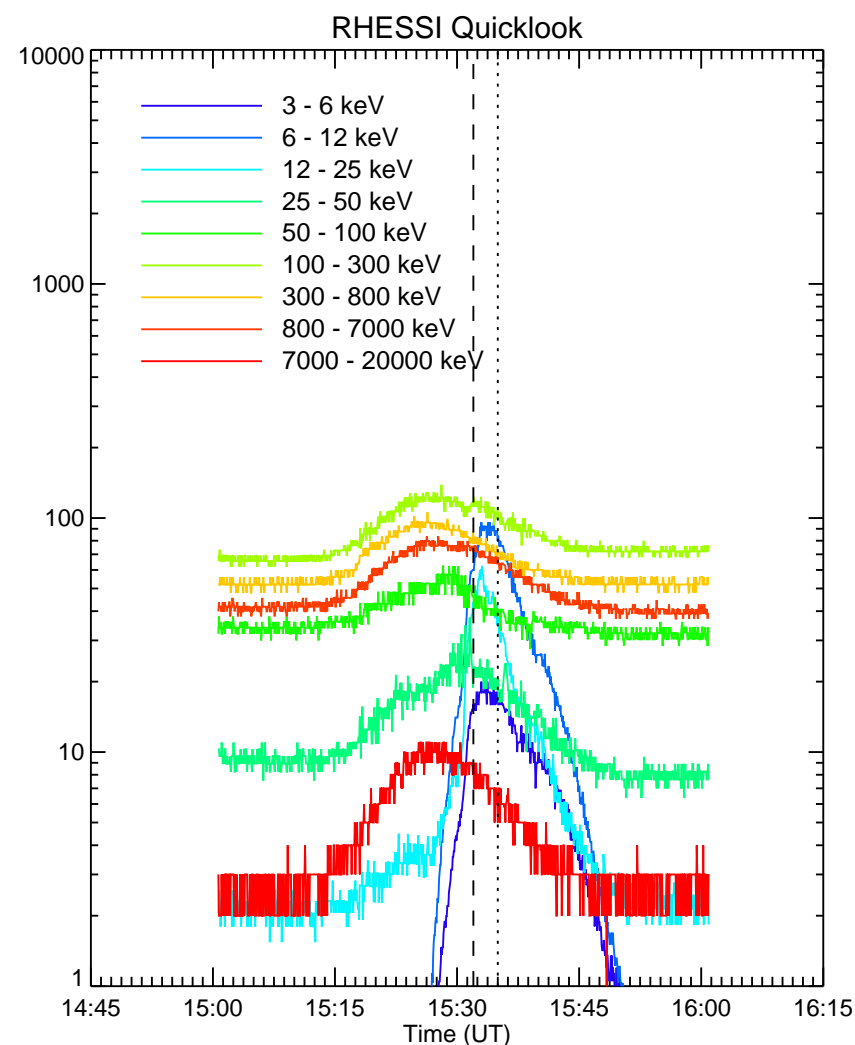 RHESSI Quicklook
10000
3 - 6 keV
6 - 12 keV
12 - 25 keV
25 - 50 keV
50 - 100 keV
100 - 300 keV
1000
300 - 800 keV
800 - 7000 keV
7000 - 20000 keV
100
10
1
14:45 15:00 15:15 15:30 15:45 16:00 16:15
Time (UT)